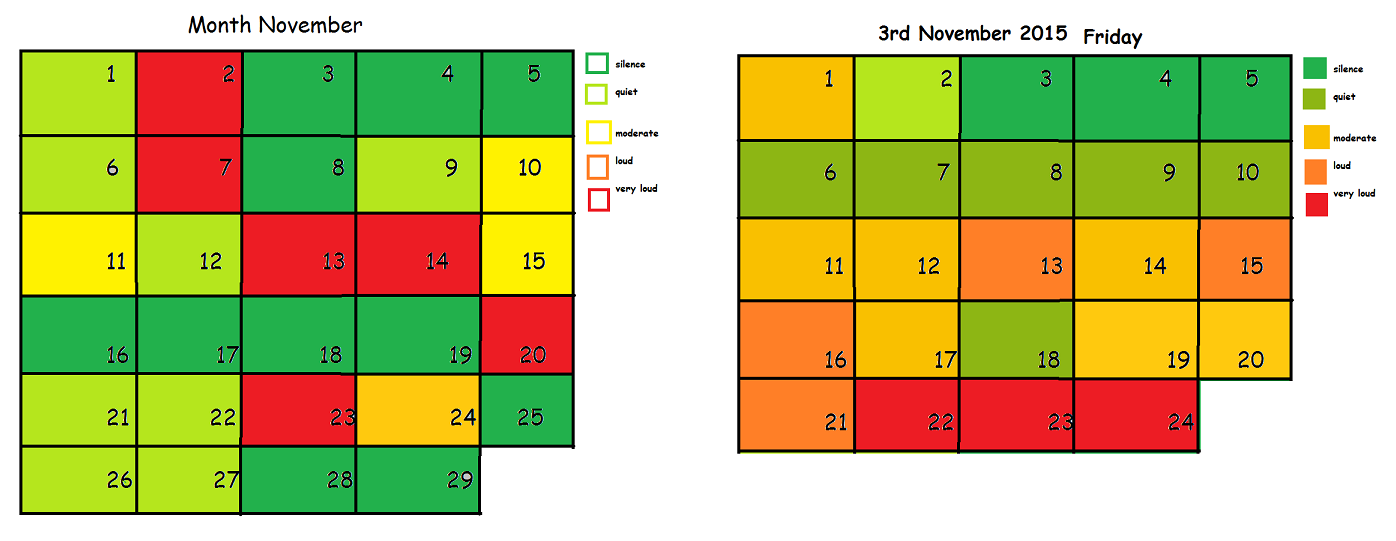 Month November
1 2 3 4 5
6 7 8 9 10
11 12 13 14 15
16 17 18 19 20
21 22 23 24 25
26 27 28 29
silence
quiet
moderate
loud
very loud
3rd November 2015 Friday
1 2 3 4 5
6 7 8 9 10
11 12 13 14 15
16 17 18 19 20
21 22 23 24
silence
quiet
moderate
loud
very loud